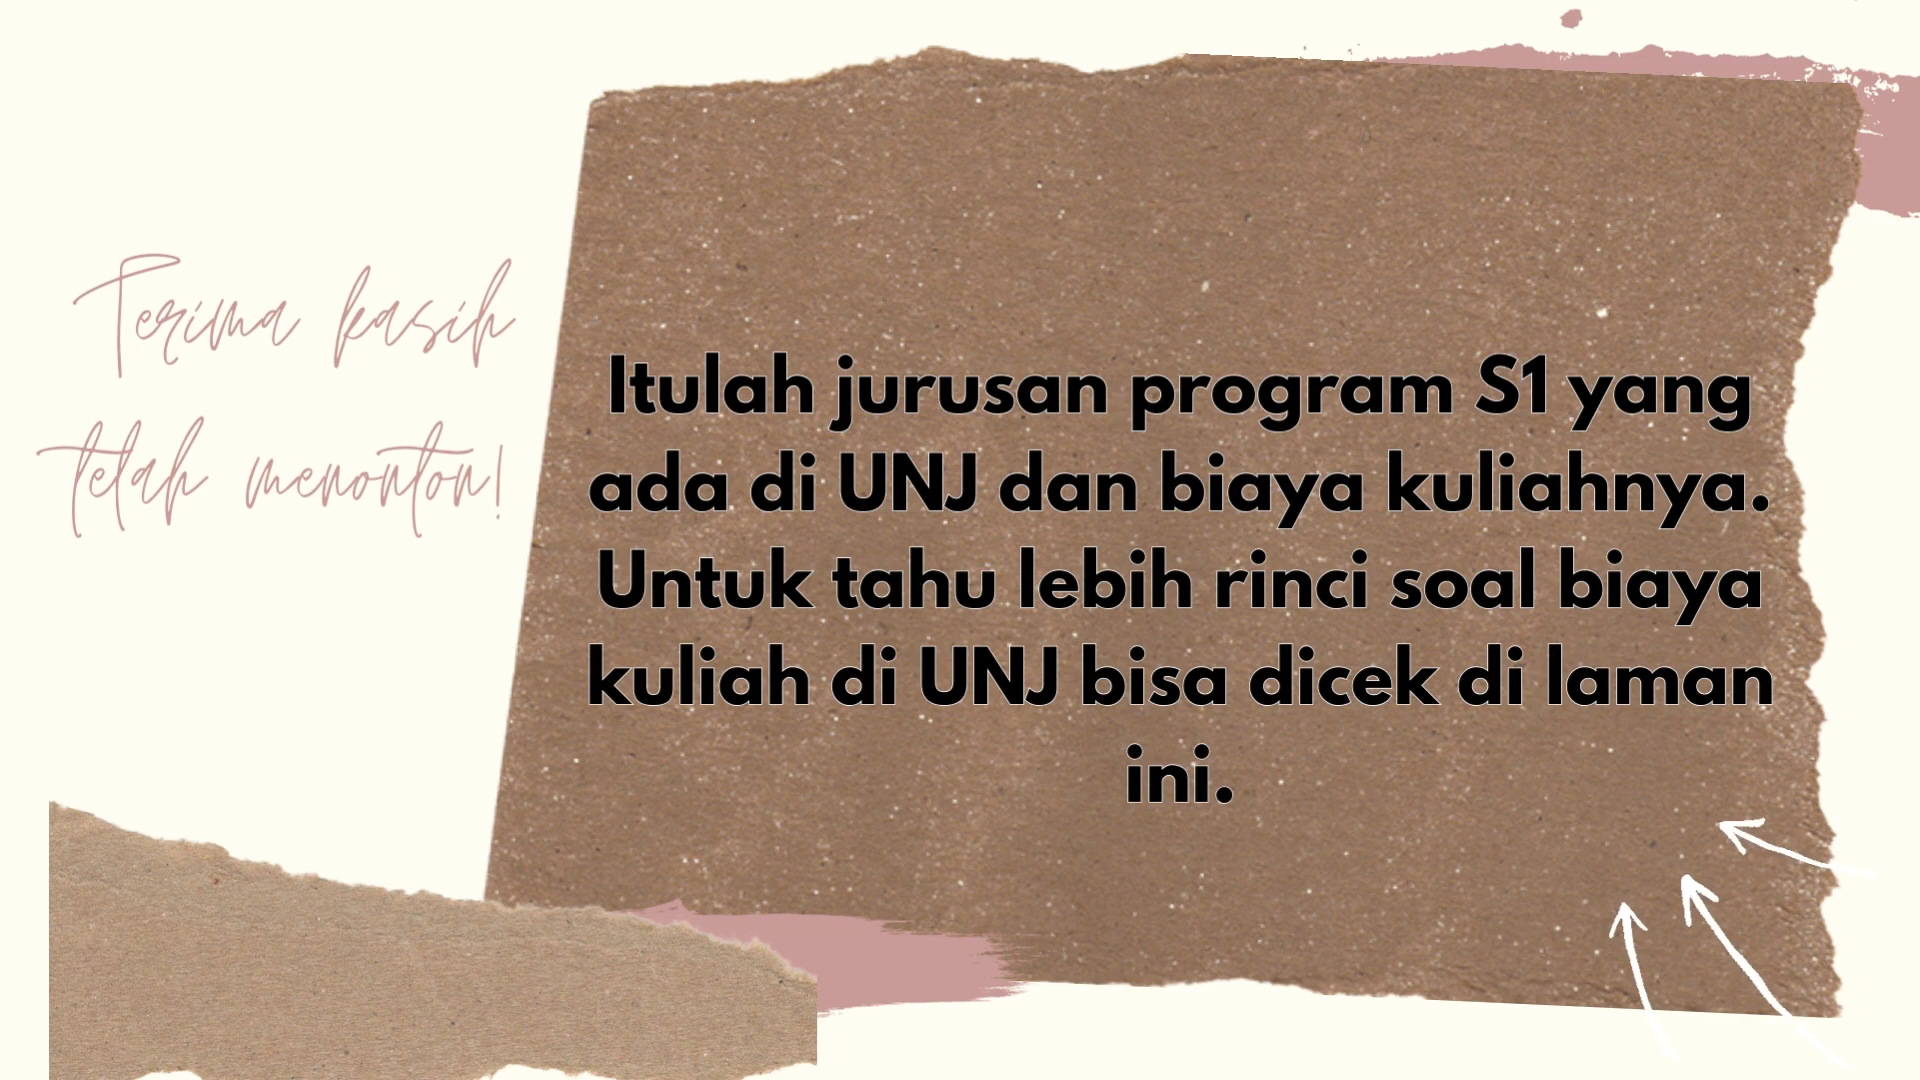 Terima kasih
telah menonton!
Itulah jurusan program S1 yang
ada di UNJ dan biaya kuliahnya.
Untuk tahu lebih rinci soal biaya
kuliah di UNJ bisa dicek di laman
ini.